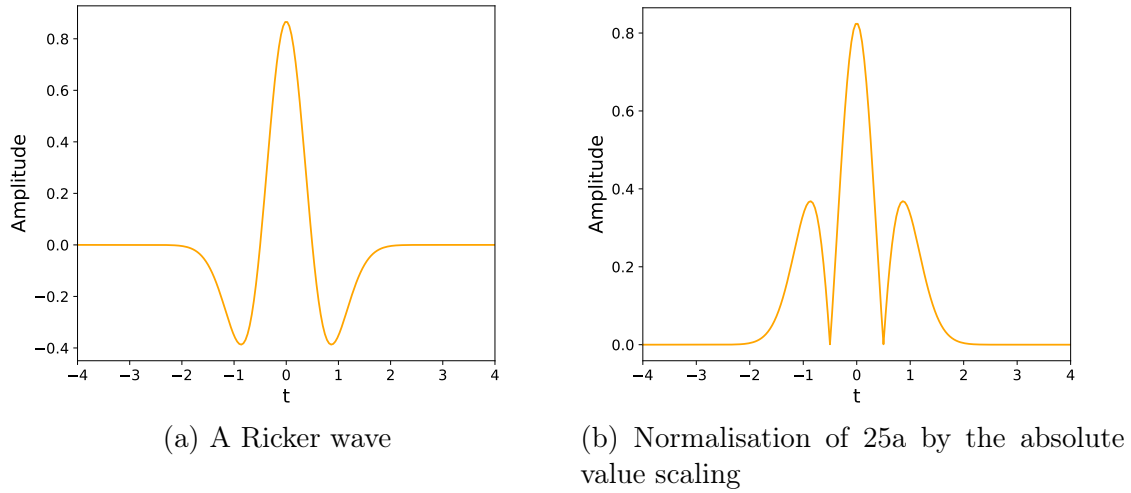 0.8
0.6
0.4
0.2
0.0
−0.2
−0.4
Amplitude
−4 −3 −2 −1 0 1 2 3 4
t
(a) A Ricker wave
0.8
0.6
0.4
0.2
0.0
Amplitude
−4 −3 −2 −1 0 1 2 3 4
t
(b) Normalisation of 25a by the absolute
value scaling